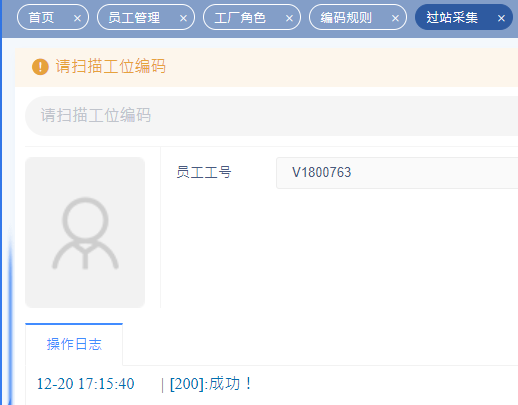 首页 × 员工管理 × 工厂角色 × 编码规则 × 过站采集 ×
请扫描工位编码
请扫描工位编码
员工工号 V1800763
操作日志
12-20 17:15:40 | [200]:成功！